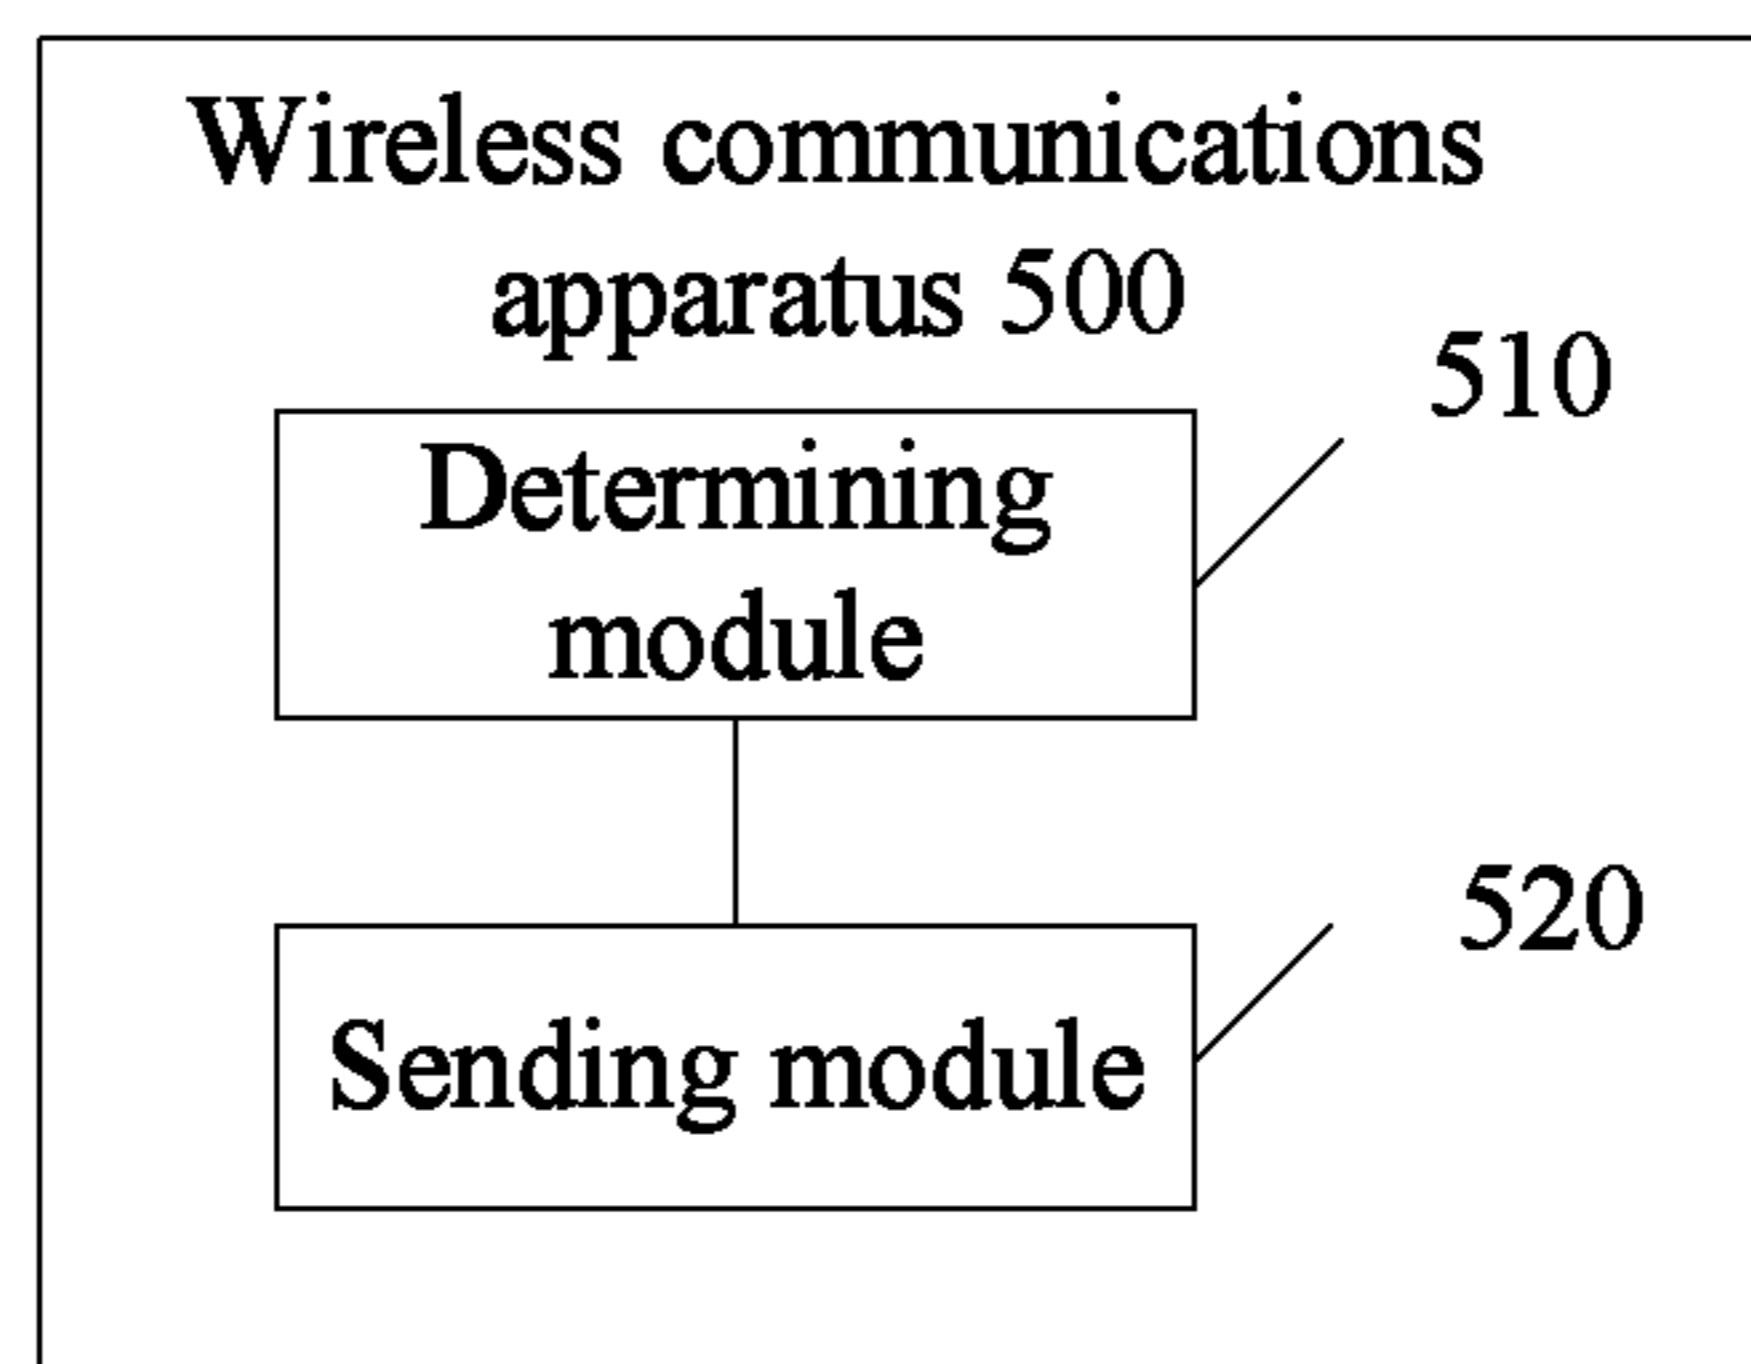 Wireless communications
apparatus 500
510
Determining
module
520
Sending module